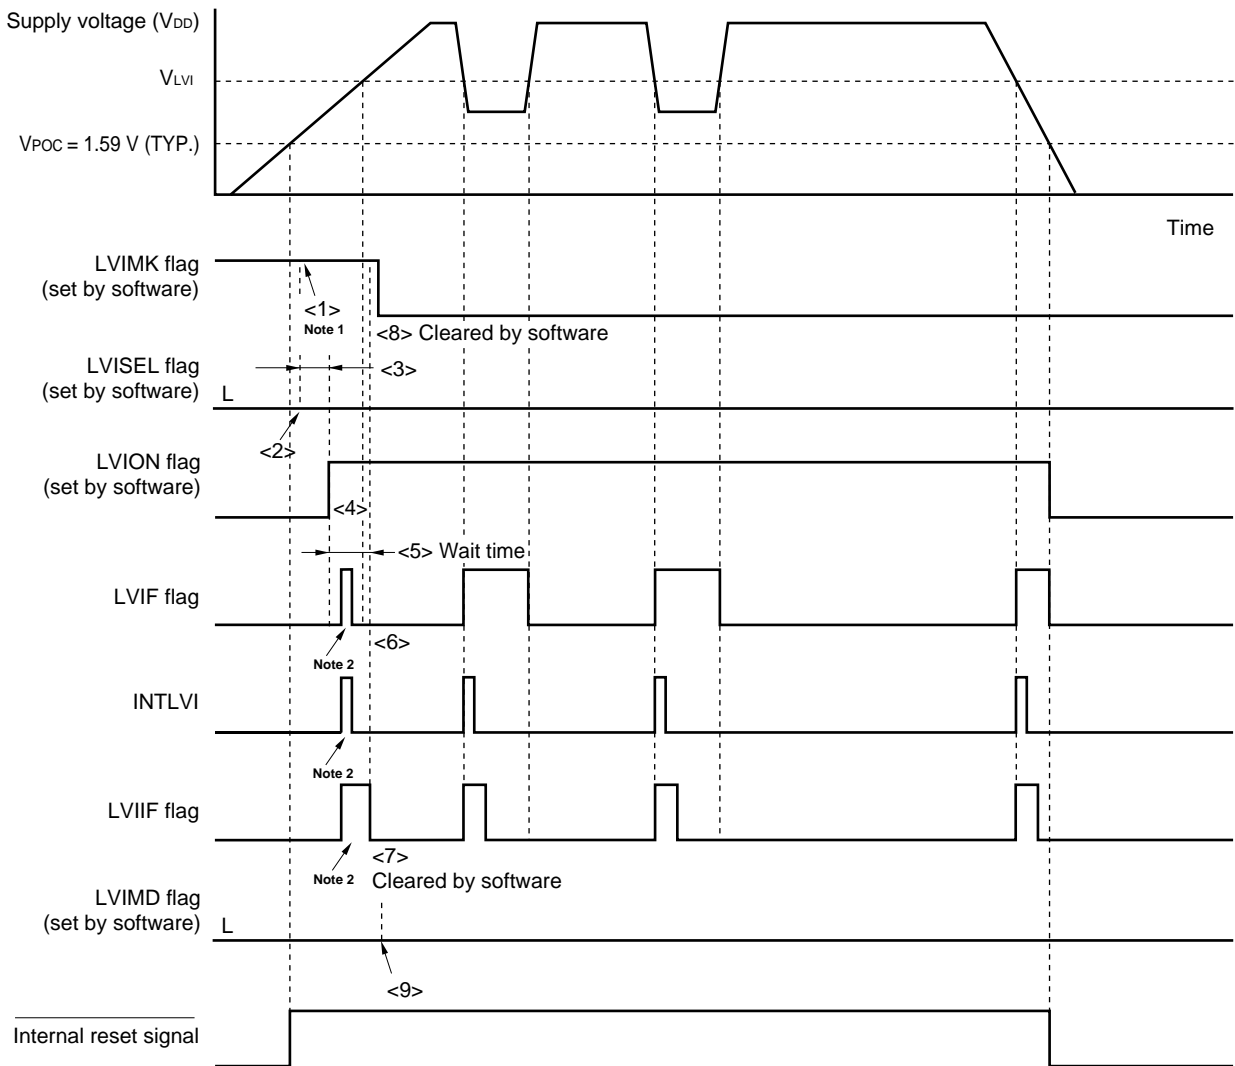 Supply voltage (VDD)
VLVI
VPOC = 1.59 V (TYP.)
Time
LVIMK flag
(set by software)
<1>
Note 1
<8> Cleared by software
LVISEL flag
(set by software)
L
<3>
<2>
LVION flag
(set by software)
<4>
<5> Wait time
LVIF flag
<6>
Note 2
INTLVI
Note 2
LVIIF flag
<7>
Note 2
Cleared by software
LVIMD flag
(set by software)
L
<9>
Internal reset signal